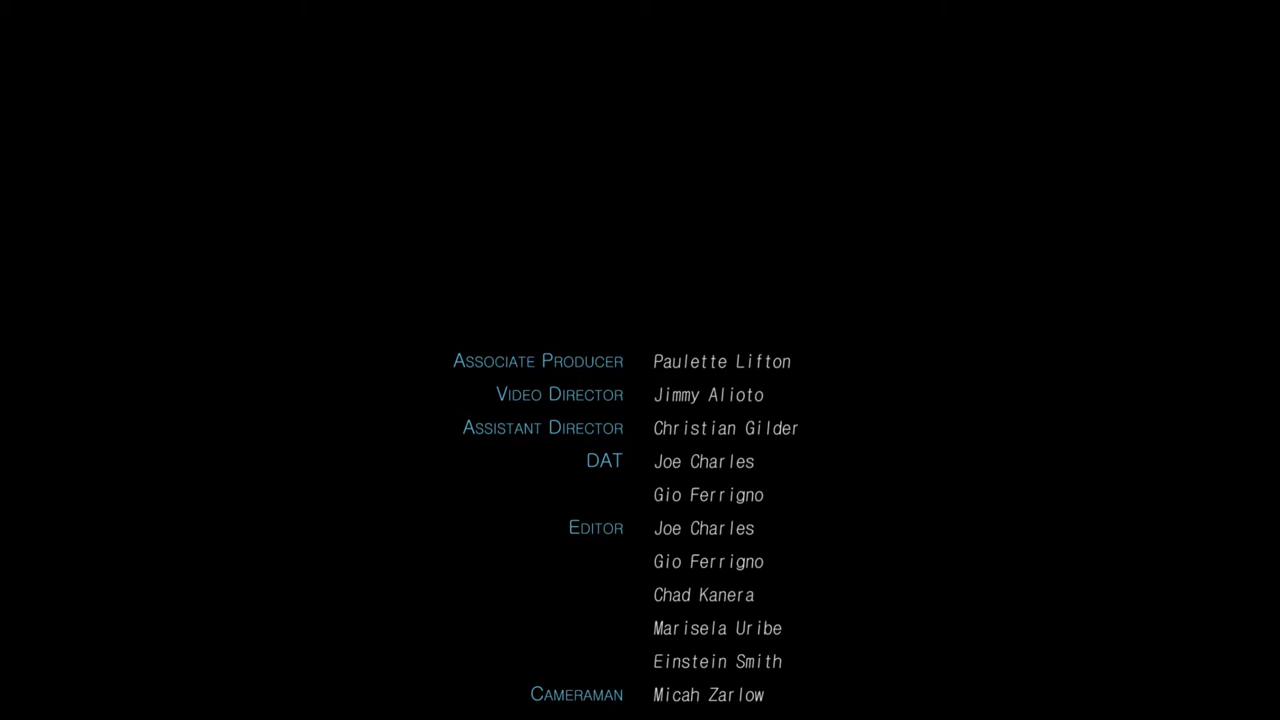 Associate Producer Paulette Lifton
Video Director Jimmy Alioto
Assistant Director Christian Gilder
DAT Joe Charles
Gio Ferrigno
Editor Joe Charles
Gio Ferrigno
Chad Kanera
Marisela Uribe
Einstein Smith
Cameraman Micah Zarlow